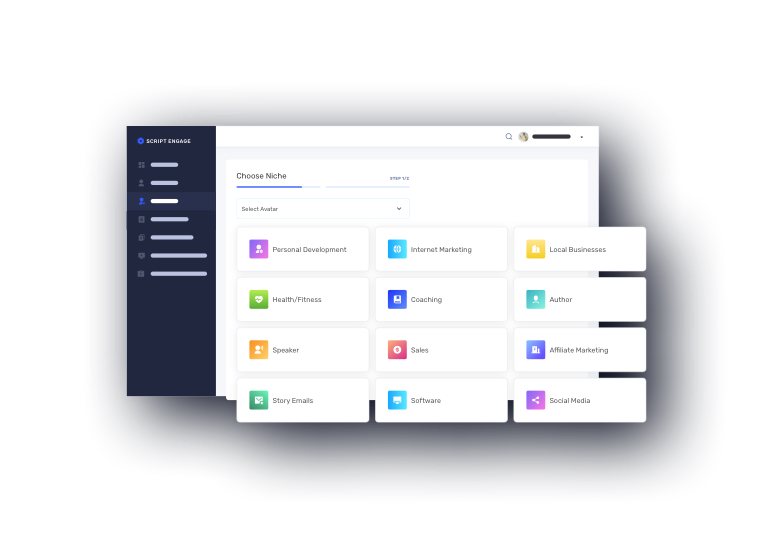 SCRIPT ENGAGE
Choose Niche
STEP 1/2
Select Avatar
Personal Development
Internet Marketing
Local Businesses
Health/Fitness
Coaching
Author
Speaker
Sales
Affiliate Marketing
Story Emails
Software
Social Media